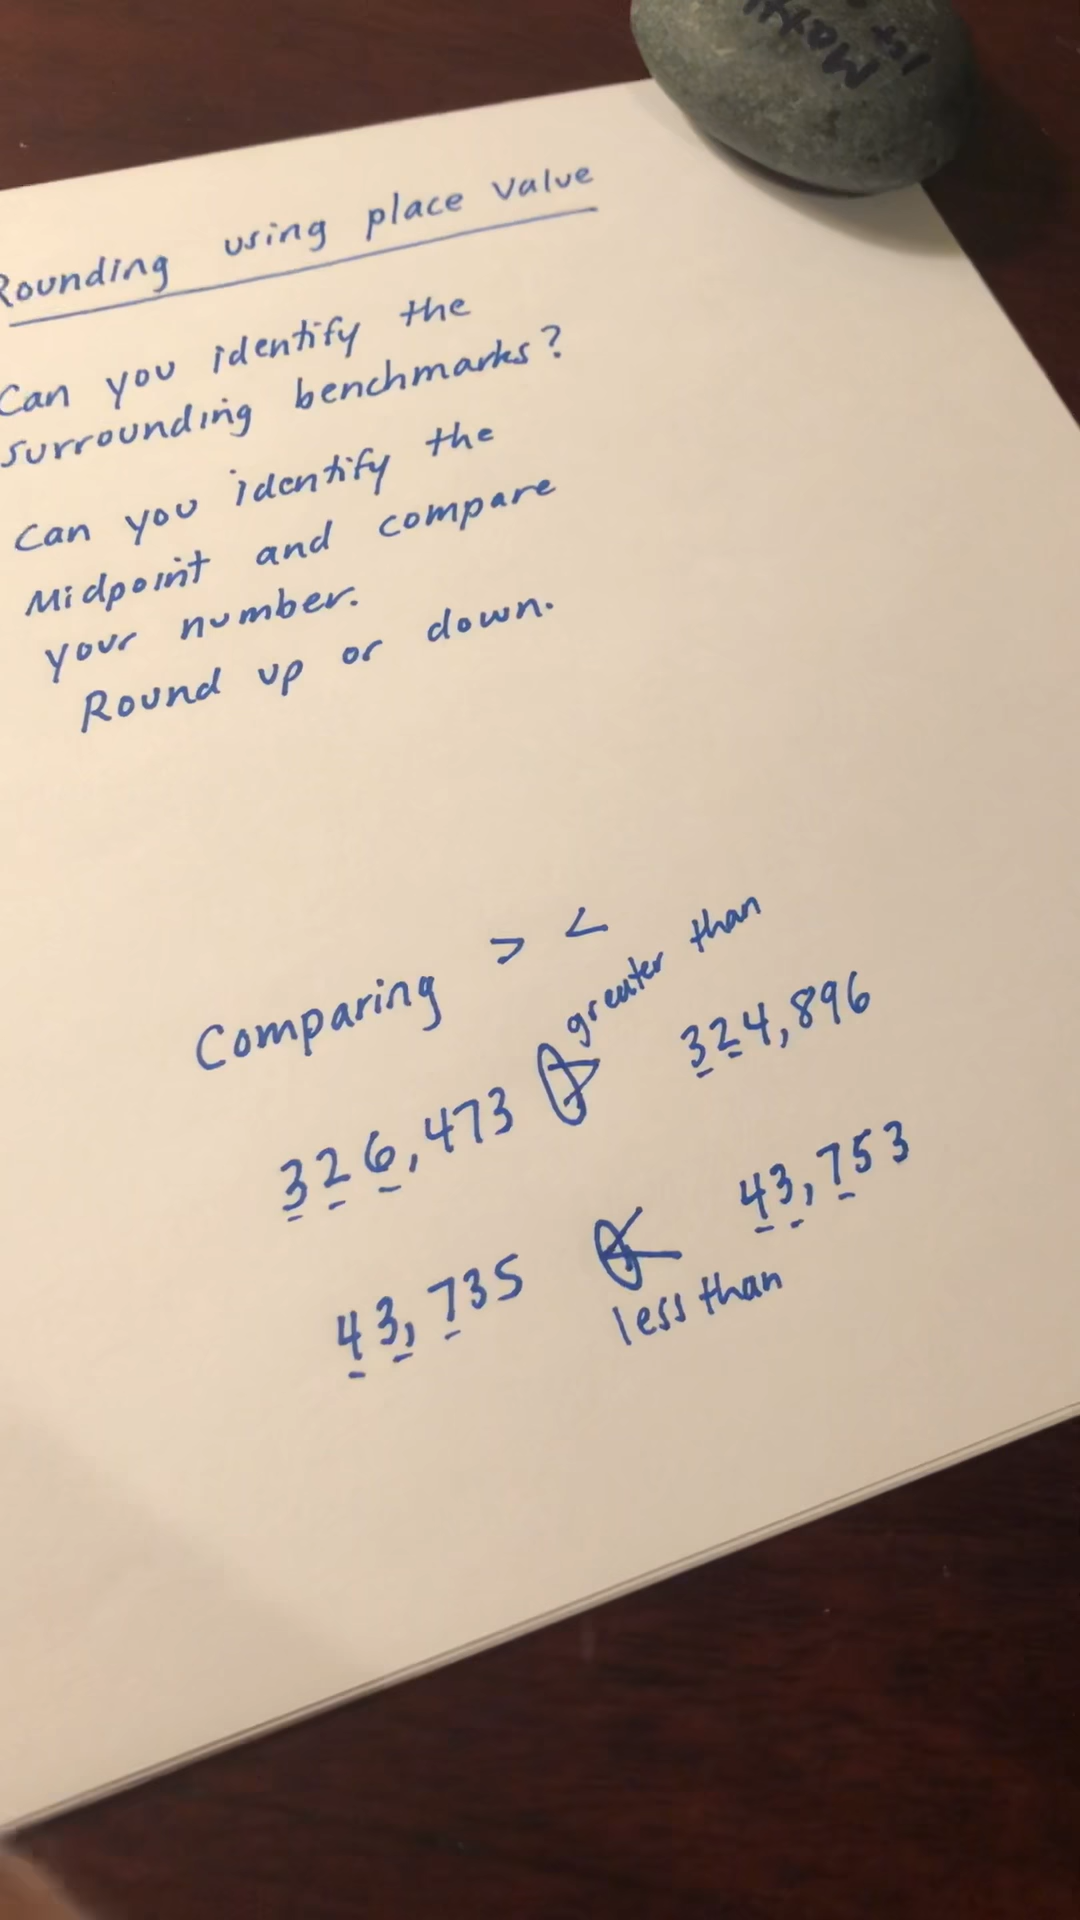 Rounding using place value
Can you identify the
surrounding benchmarks?
Can you identify the
Midpoint and compare
your number.
Round up or down.
Comparing > <
greater than
326,473 > 324,896
43,735 < 43,753
less than